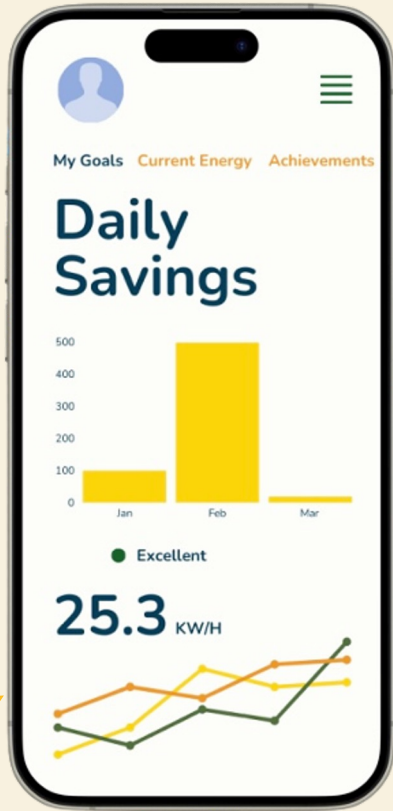 My Goals Current Energy Achievements
Daily
Savings
500
400
300
200
100
0
Jan Feb Mar
Excellent
25.3 KW/H